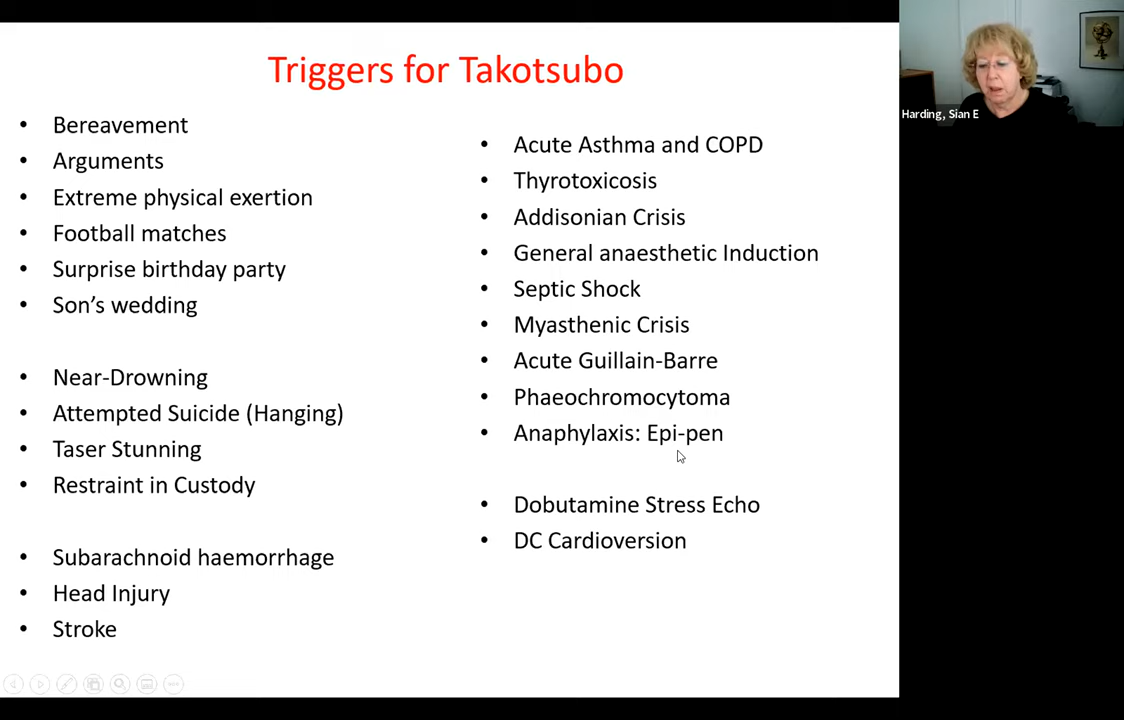 Triggers for Takotsubo
• Bereavement
• Arguments
• Extreme physical exertion
• Football matches
• Surprise birthday party
• Son's wedding
• Near-Drowning
• Attempted Suicide (Hanging)
• Taser Stunning
• Restraint in Custody
• Subarachnoid haemorrhage
• Head Injury
• Stroke
• Acute Asthma and COPD
• Thyrotoxicosis
• Addisonian Crisis
• General anaesthetic Induction
• Septic Shock
• Myasthenic Crisis
• Acute Guillain-Barre
• Phaeochromocytoma
• Anaphylaxis: Epi-pen
• Dobutamine Stress Echo
• DC Cardioversion
Harding, Sian E